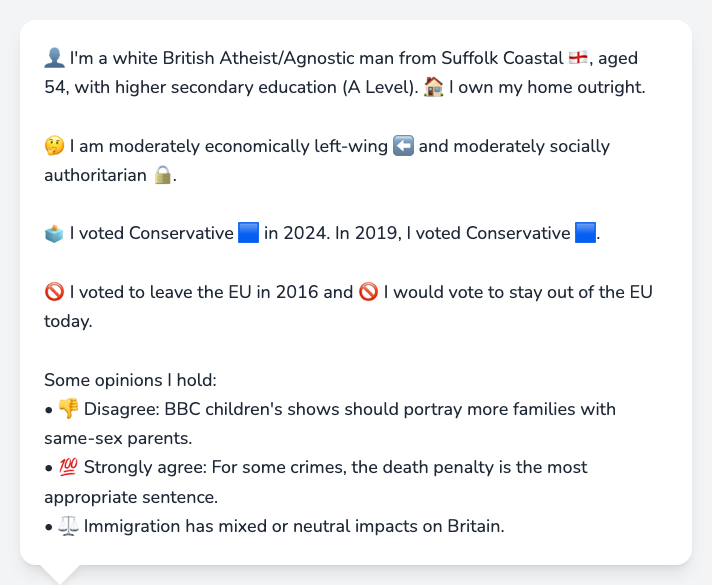 👤 I'm a white British Atheist/Agnostic man from Suffolk Coastal 🏴󠁧󠁢󠁥󠁮󠁧󠁿, aged
54, with higher secondary education (A Level). 🏠 I own my home outright.
🤔 I am moderately economically left-wing ⬅️ and moderately socially
authoritarian 🔒.
🗳️ I voted Conservative 🟦 in 2024. In 2019, I voted Conservative 🟦.
🚫 I voted to leave the EU in 2016 and 🚫 I would vote to stay out of the EU
today.
Some opinions I hold:
• 👎 Disagree: BBC children's shows should portray more families with
same-sex parents.
• 💯 Strongly agree: For some crimes, the death penalty is the most
appropriate sentence.
• ⚖️ Immigration has mixed or neutral impacts on Britain.